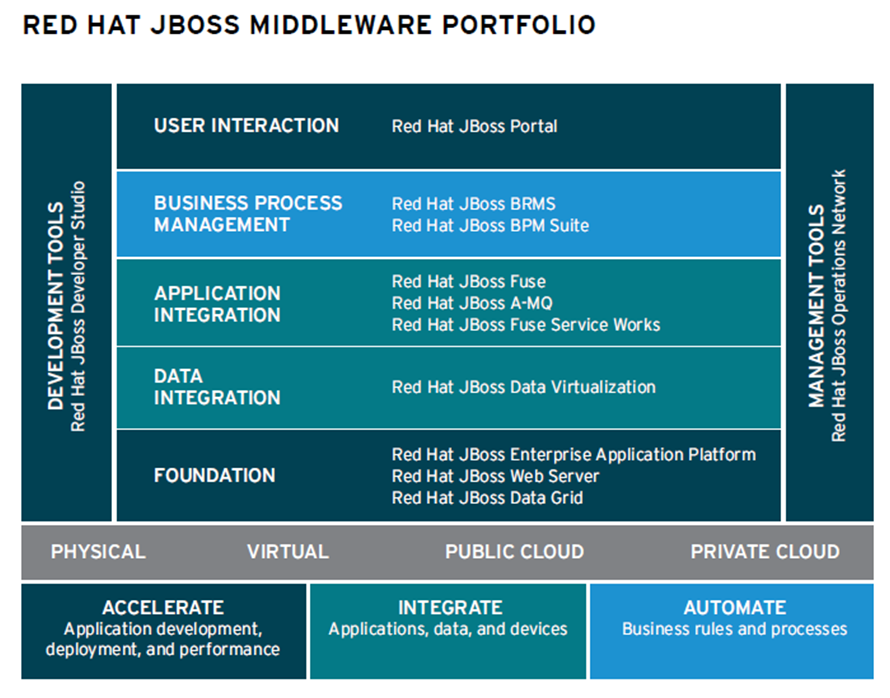 RED HAT JBOSS MIDDLEWARE PORTFOLIO
DEVELOPMENT TOOLS
Red Hat JBoss Developer Studio
USER INTERACTION
Red Hat JBoss Portal
BUSINESS PROCESS
MANAGEMENT
Red Hat JBoss BRMS
Red Hat JBoss BPM Suite
APPLICATION
INTEGRATION
Red Hat JBoss Fuse
Red Hat JBoss A-MQ
Red Hat JBoss Fuse Service Works
DATA
INTEGRATION
Red Hat JBoss Data Virtualization
FOUNDATION
Red Hat JBoss Enterprise Application Platform
Red Hat JBoss Web Server
Red Hat JBoss Data Grid
MANAGEMENT TOOLS
Red Hat JBoss Operations Network
PHYSICAL
VIRTUAL
PUBLIC CLOUD
PRIVATE CLOUD
ACCELERATE
Application development,
deployment, and performance
INTEGRATE
Applications, data, and devices
AUTOMATE
Business rules and processes